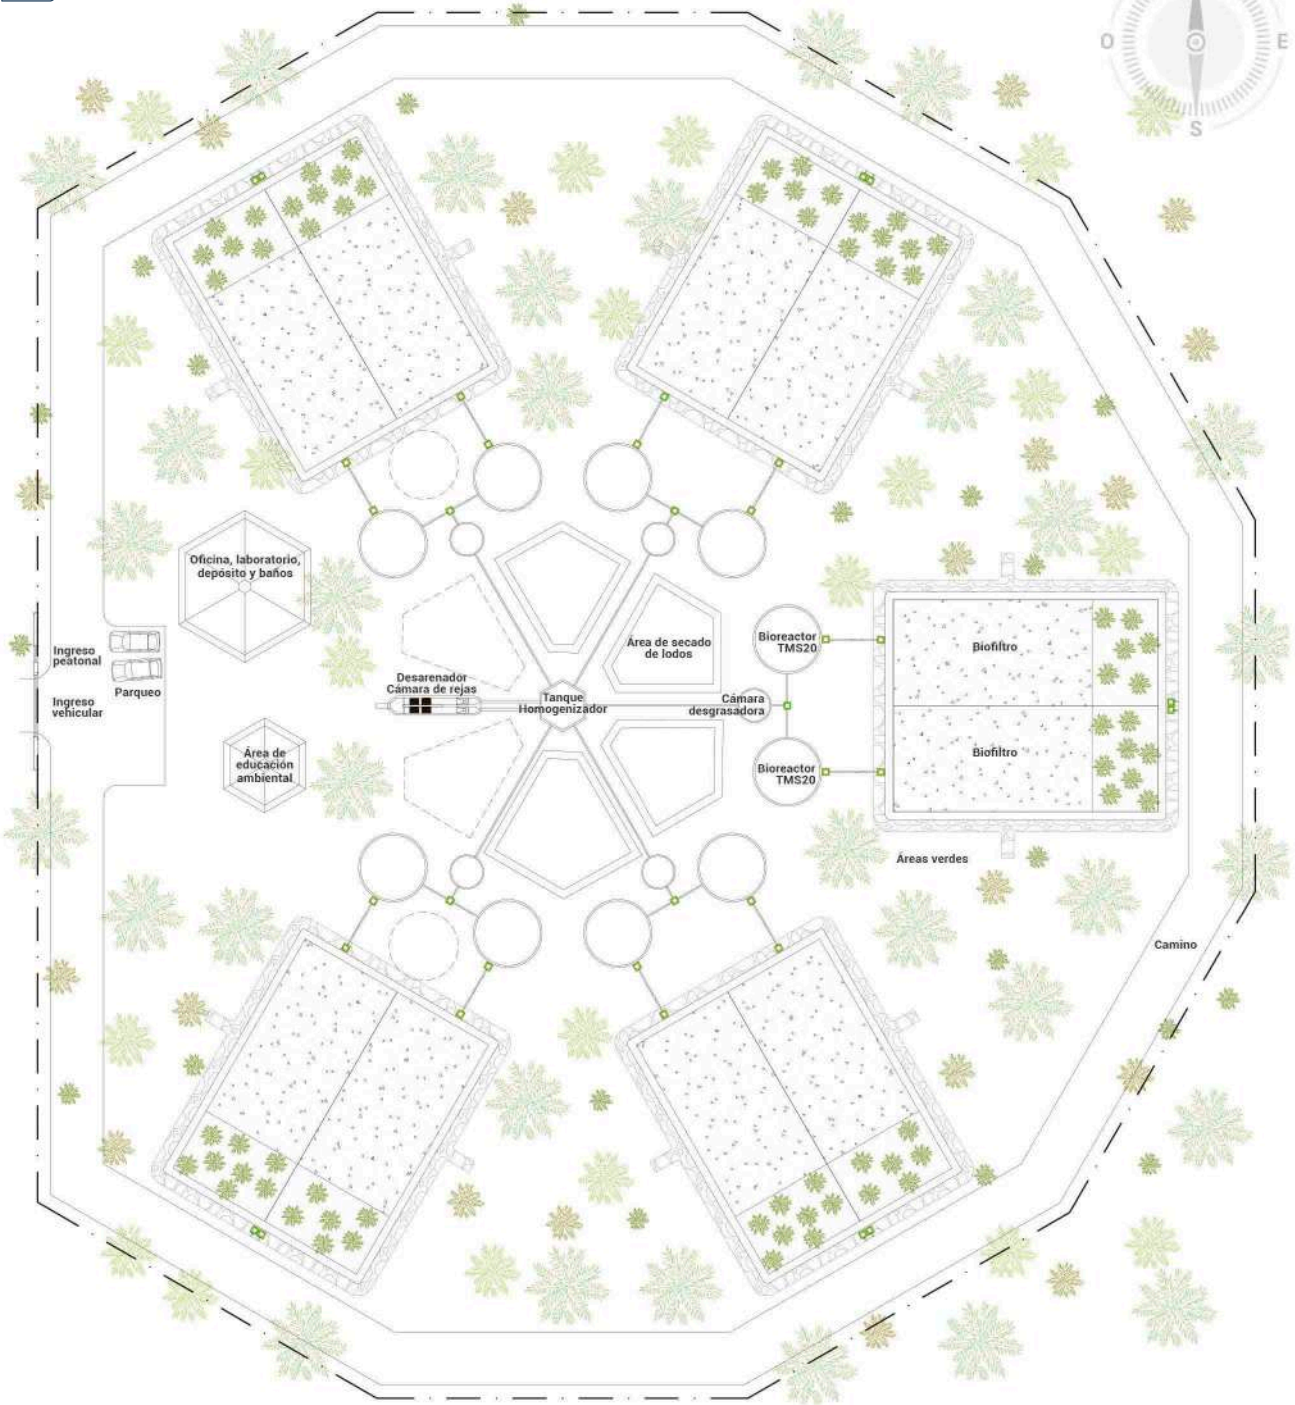 O
E
S
Oficina, laboratorio,
depósito y baños
Ingreso
peatonal
Parqueo
Ingreso
vehicular
Desarenador
Cámara de rejas
Tanque
Homogenizador
Área de secado
de lodos
Cámara
desgrasadora
Bioreactor
TMS20
Biofiltro
Bioreactor
TMS20
Biofiltro
Área de
educación
ambiental
Áreas verdes
Camino